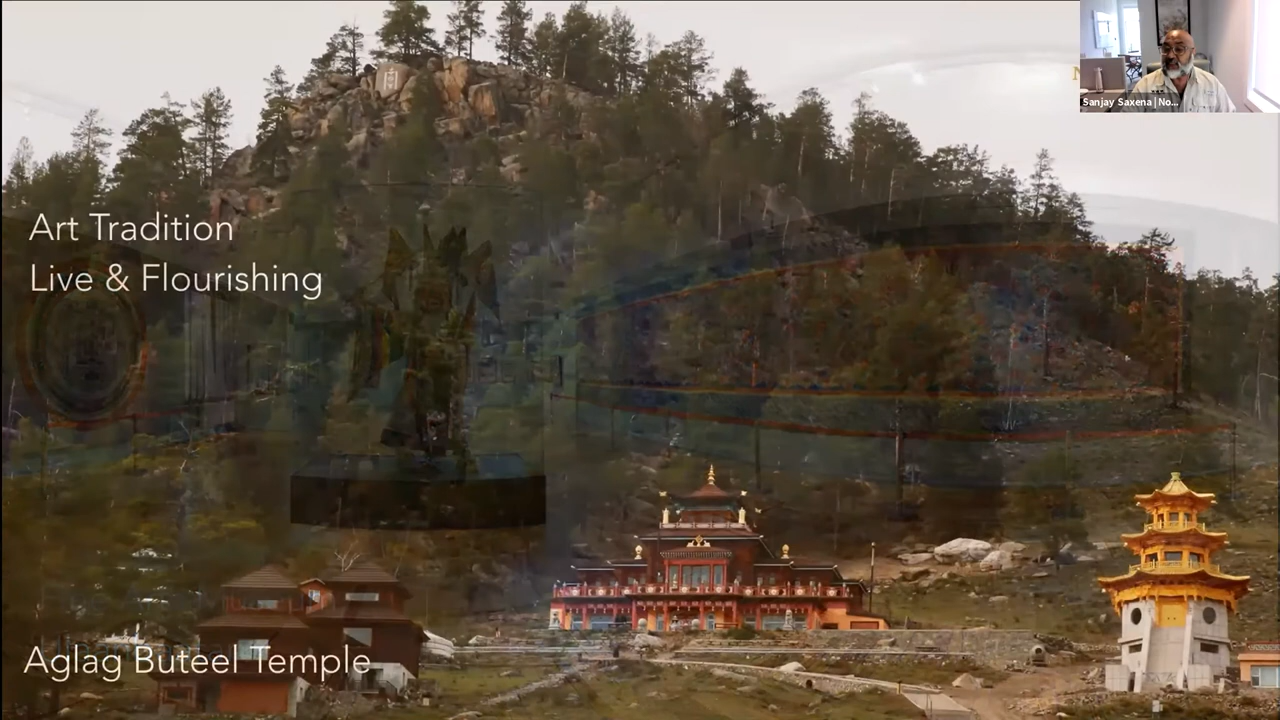 Sanjay Saxena | No...
Art Tradition
Live & Flourishing
Aglag Buteel Temple